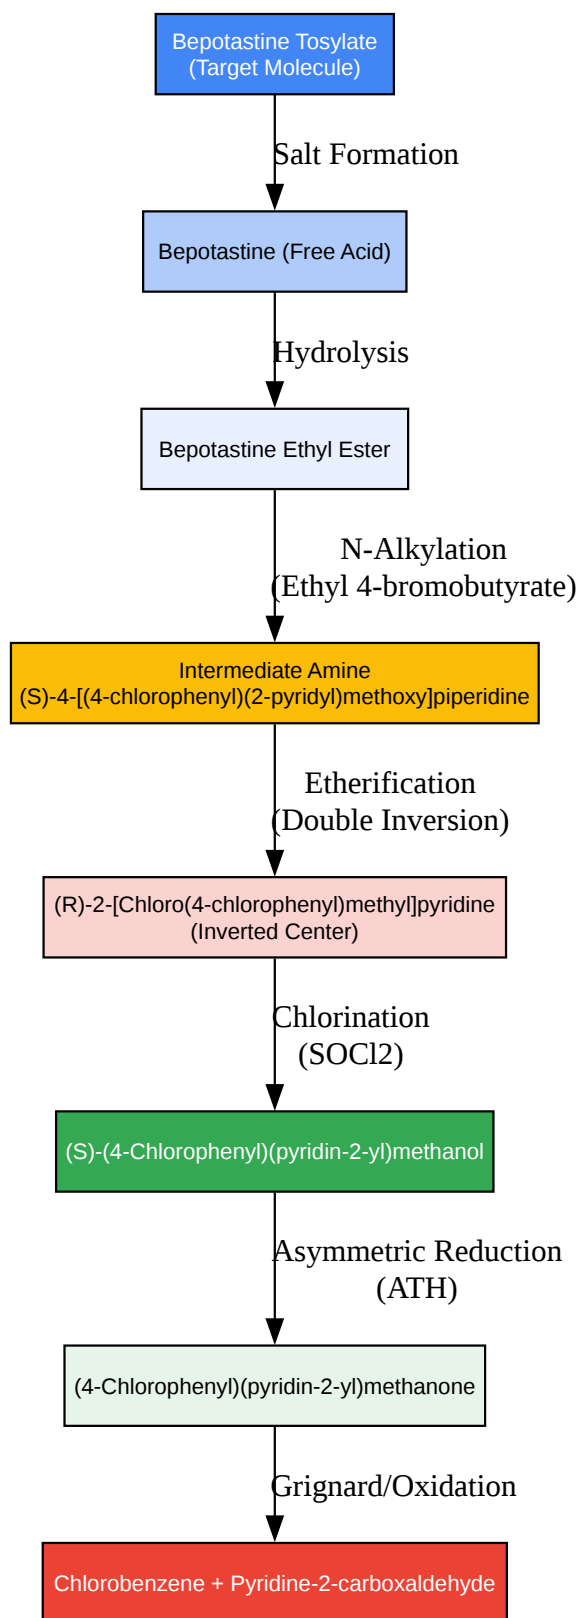 Bepotastine Tosylate
(Target Molecule)
Salt Formation
Bepotastine (Free Acid)
Hydrolysis
Bepotastine Ethyl Ester
N-Alkylation
(Ethyl 4-bromobutyrate)
Intermediate Amine
(S)-4-[(4-chlorophenyl)(2-pyridyl)methoxy]piperidine
Etherification
(Double Inversion)
(R)-2-[Chloro(4-chlorophenyl)methyl]pyridine
(Inverted Center)
Chlorination
(SOCl2)
(S)-(4-Chlorophenyl)(pyridin-2-yl)methanol
Asymmetric Reduction
(ATH)
(4-Chlorophenyl)(pyridin-2-yl)methanone
Grignard/Oxidation
Chlorobenzene + Pyridine-2-carboxaldehyde